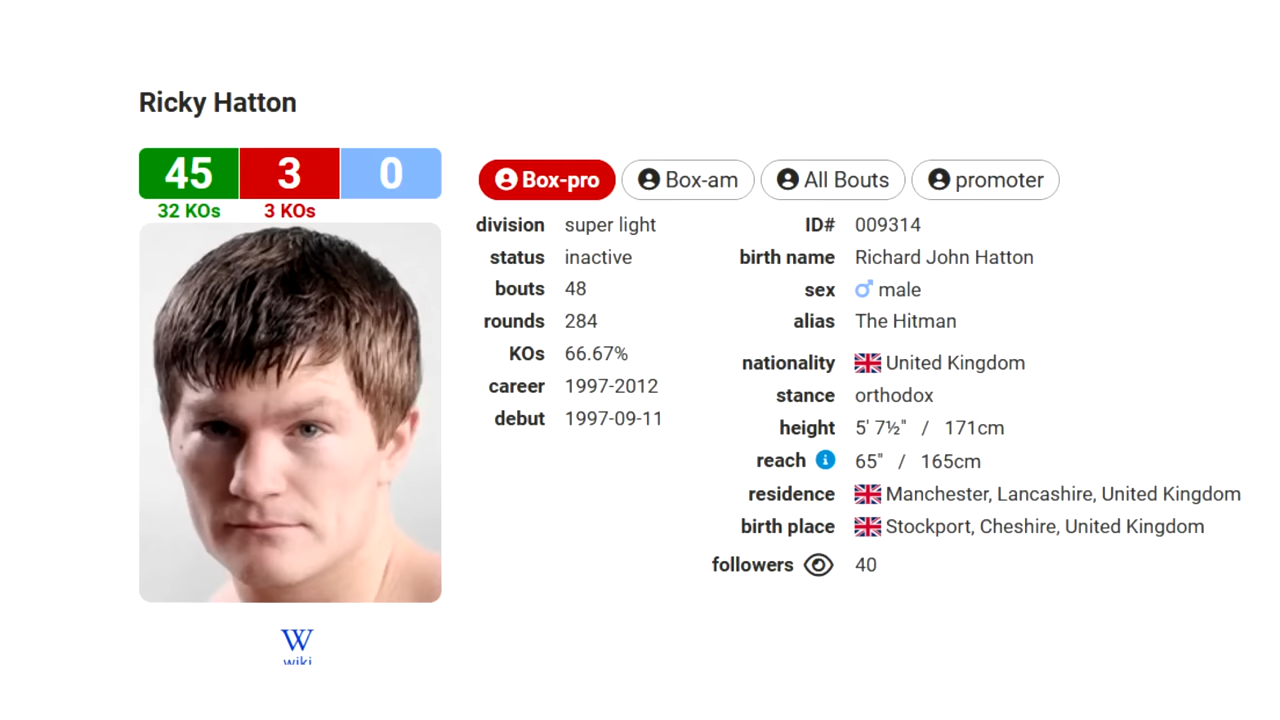 Ricky Hatton
45 3 0
32 KOs 3 KOs
Box-pro Box-am All Bouts promoter
division super light
status inactive
bouts 48
rounds 284
KOs 66.67%
career 1997-2012
debut 1997-09-11
ID# 009314
birth name Richard John Hatton
sex male
alias The Hitman
nationality United Kingdom
stance orthodox
height 5' 7½" / 171cm
reach i 65" / 165cm
residence Manchester, Lancashire, United Kingdom
birth place Stockport, Cheshire, United Kingdom
followers 40
W
wiki